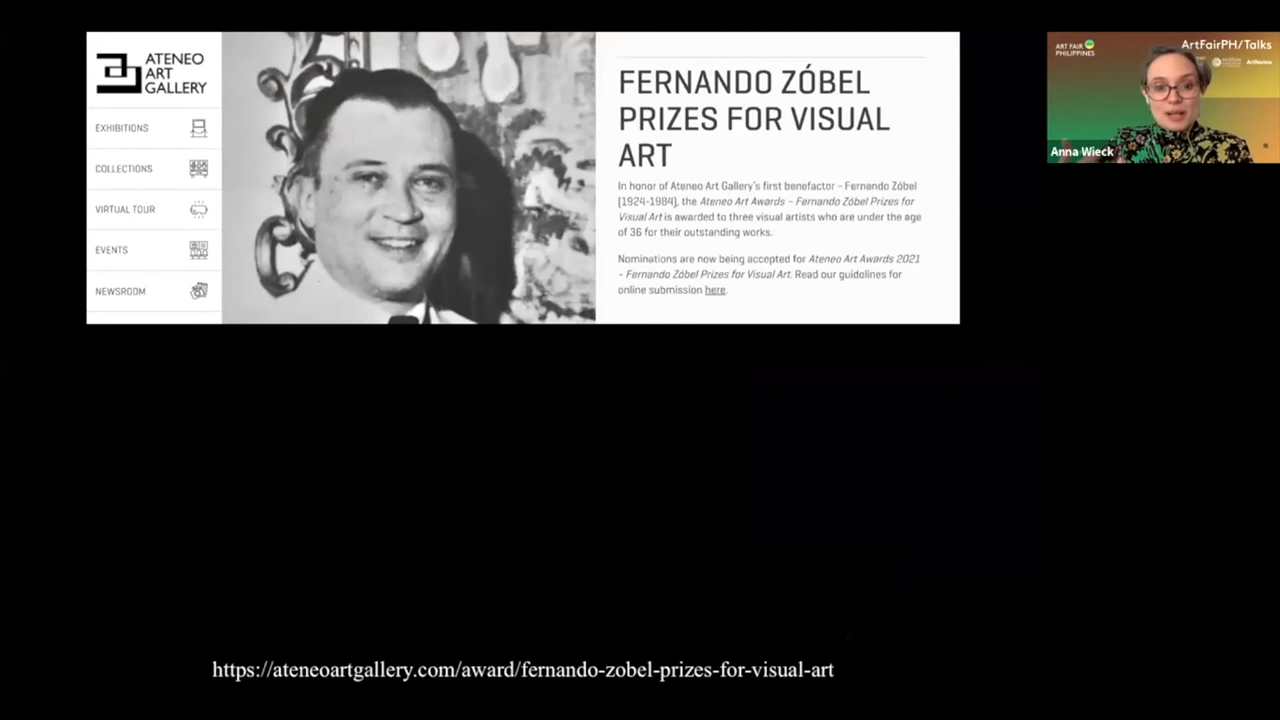 ATENEO
ART
GALLERY
EXHIBITIONS
COLLECTIONS
VIRTUAL TOUR
EVENTS
NEWSROOM
FERNANDO ZÓBEL
PRIZES FOR VISUAL
ART
In honor of Ateneo Art Gallery's first benefactor - Fernando Zóbel
(1924-1984), the Ateneo Art Awards – Fernando Zóbel Prizes for
Visual Art is awarded to three visual artists who are under the age
of 36 for their outstanding works.
Nominations are now being accepted for Ateneo Art Awards 2021
– Fernando Zóbel Prizes for Visual Art. Read our guidelines for
online submission here.
ART FAIR
PHILIPPINES
ArtFairPH/Talks
ArtReview
Anna Wieck
https://ateneoartgallery.com/award/fernando-zobel-prizes-for-visual-art